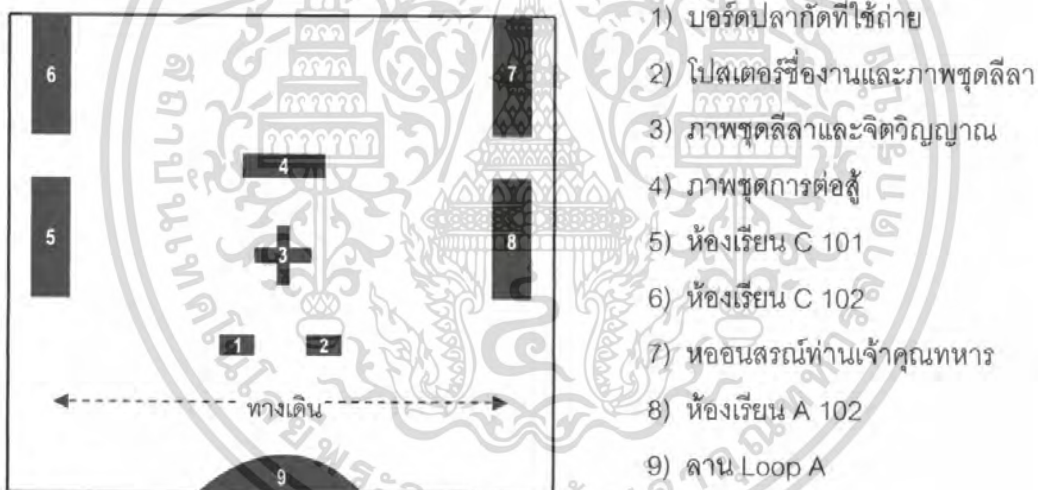 6
7
4
5
3
8
1
2
ทางเดิน
9
1) บอร์ดปลากัดที่ใช้ถ่าย
2) โปสเตอร์ชื่องานและภาพชุดลีลา
3) ภาพชุดลีลาและจิตวิญญาณ
4) ภาพชุดการต่อสู้
5) ห้องเรียน C 101
6) ห้องเรียน C 102
7) หออนสรณ์ท่านเจ้าคุณทหาร
8) ห้องเรียน A 102
9) ลาน Loop A